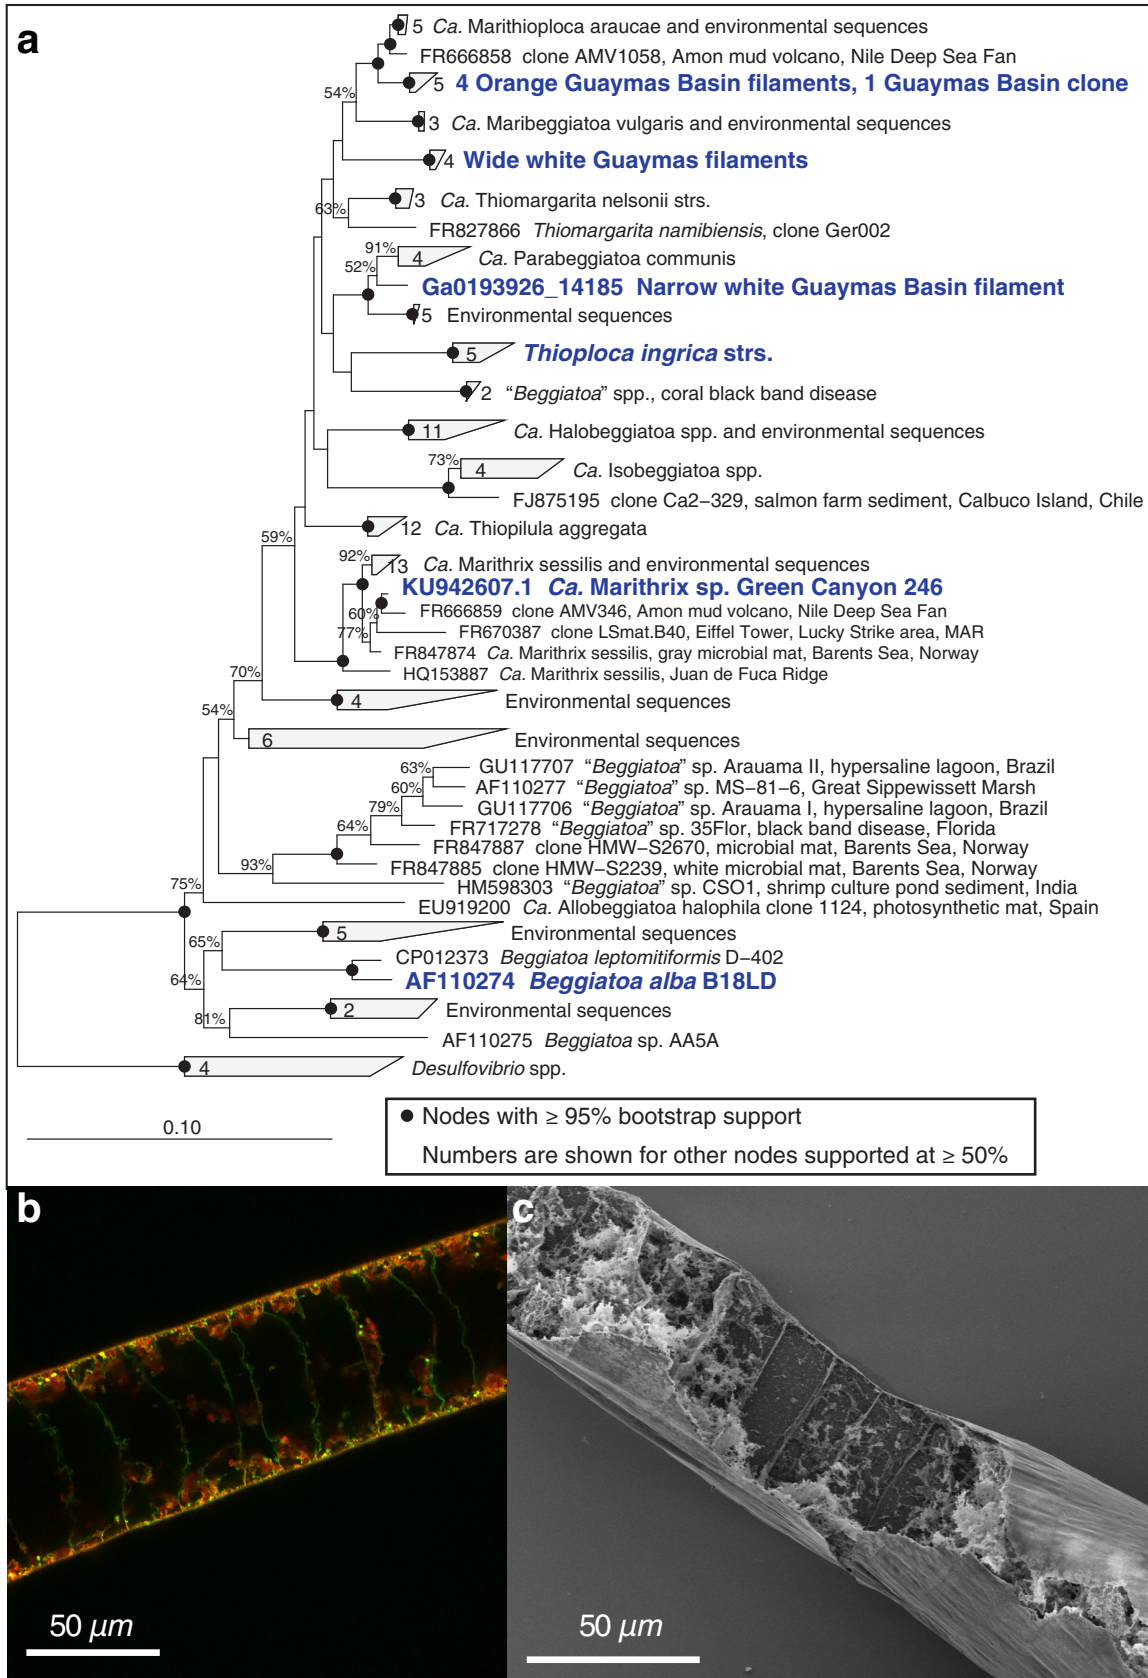 a
5 Ca. Marithioploca araucae and environmental sequences
FR666858 clone AMV1058, Amon mud volcano, Nile Deep Sea Fan
5 4 Orange Guaymas Basin filaments, 1 Guaymas Basin clone
54%
3 Ca. Maribeggiatoa vulgaris and environmental sequences
4 Wide white Guaymas filaments
3 Ca. Thiomargarita nelsonii strs.
63%
FR827866 Thiomargarita namibiensis, clone Ger002
91%
4 Ca. Parabeggiatoa communis
52%
Ga0193926_14185 Narrow white Guaymas Basin filament
5 Environmental sequences
5 Thioploca ingrica strs.
2 “Beggiatoa” spp., coral black band disease
11 Ca. Halobeggiatoa spp. and environmental sequences
73%
4 Ca. Isobeggiatoa spp.
FJ875195 clone Ca2−329, salmon farm sediment, Calbuco Island, Chile
12 Ca. Thiopilula aggregata
59%
92%
13 Ca. Marithrix sessilis and environmental sequences
KU942607.1 Ca. Marithrix sp. Green Canyon 246
60%
FR666859 clone AMV346, Amon mud volcano, Nile Deep Sea Fan
77%
FR670387 clone LSmat.B40, Eiffel Tower, Lucky Strike area, MAR
FR847874 Ca. Marithrix sessilis, gray microbial mat, Barents Sea, Norway
70%
HQ153887 Ca. Marithrix sessilis, Juan de Fuca Ridge
4 Environmental sequences
54%
6 Environmental sequences
63%
GU117707 “Beggiatoa” sp. Arauama II, hypersaline lagoon, Brazil
60%
AF110277 “Beggiatoa” sp. MS−81−6, Great Sippewissett Marsh
79%
GU117706 “Beggiatoa” sp. Arauama I, hypersaline lagoon, Brazil
64%
FR717278 “Beggiatoa” sp. 35Flor, black band disease, Florida
FR847887 clone HMW−S2670, microbial mat, Barents Sea, Norway
93%
FR847885 clone HMW−S2239, white microbial mat, Barents Sea, Norway
75%
HM598303 “Beggiatoa” sp. CSO1, shrimp culture pond sediment, India
EU919200 Ca. Allobeggiatoa halophila clone 1124, photosynthetic mat, Spain
5 Environmental sequences
65%
CP012373 Beggiatoa leptomitiformis D−402
64%
AF110274 Beggiatoa alba B18LD
2 Environmental sequences
81%
AF110275 Beggiatoa sp. AA5A
4 Desulfovibrio spp.
Nodes with ≥ 95% bootstrap support
0.10
Numbers are shown for other nodes supported at ≥ 50%
b
c
50 µm
50 µm